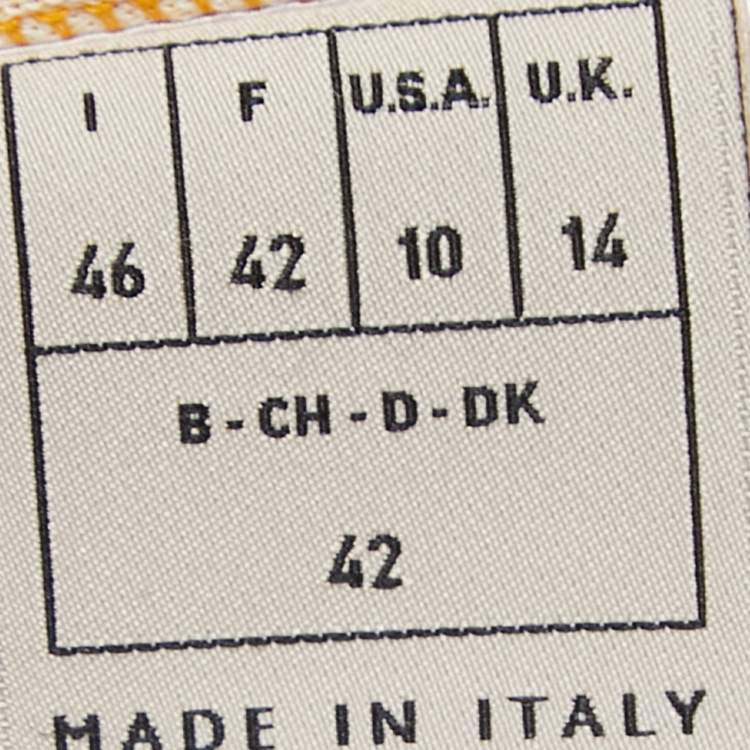 I F U.S.A. U.K.
46 42 10 14
B - CH - D - DK
42
MADE IN ITALY